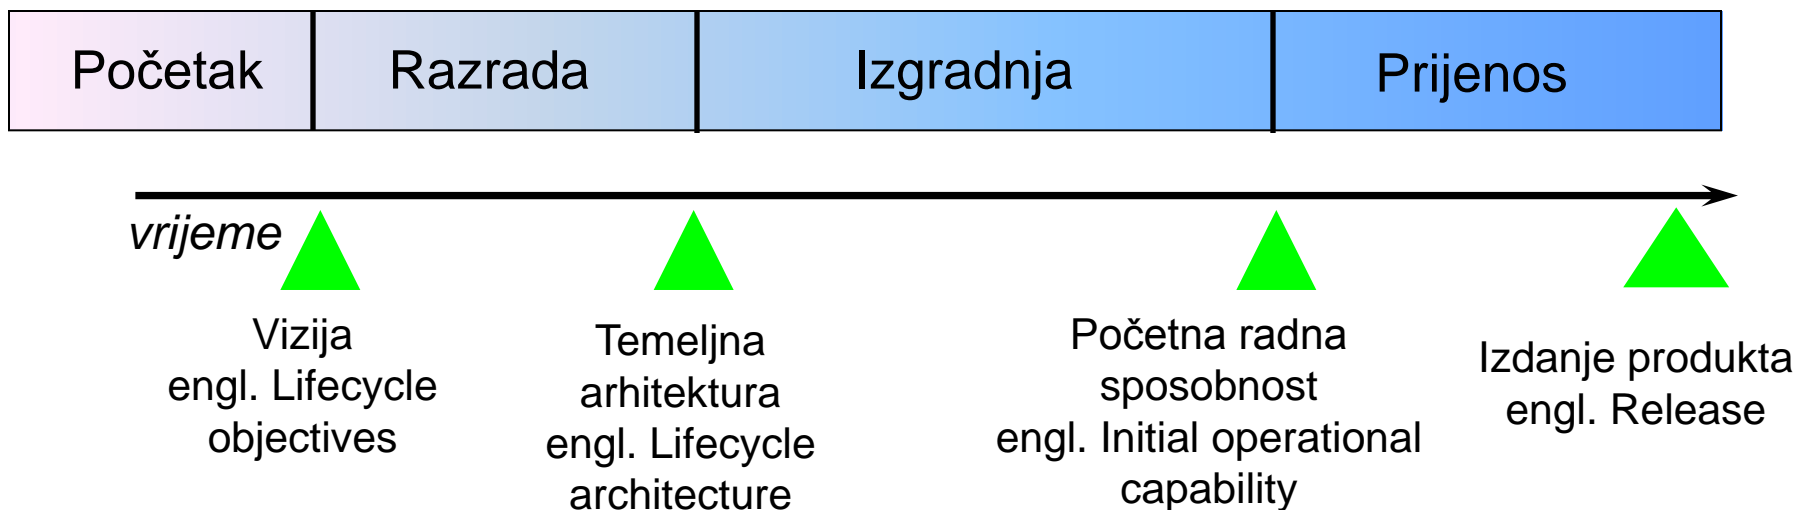 Početak
Razrada
Izgradnja
Prijenos
vrijeme
Vizija
engl. Lifecycle
objectives
Temeljna
arhitektura
engl. Lifecycle
architecture
Početna radna
sposobnost
engl. Initial operational
capability
Izdanje produkta
engl. Release